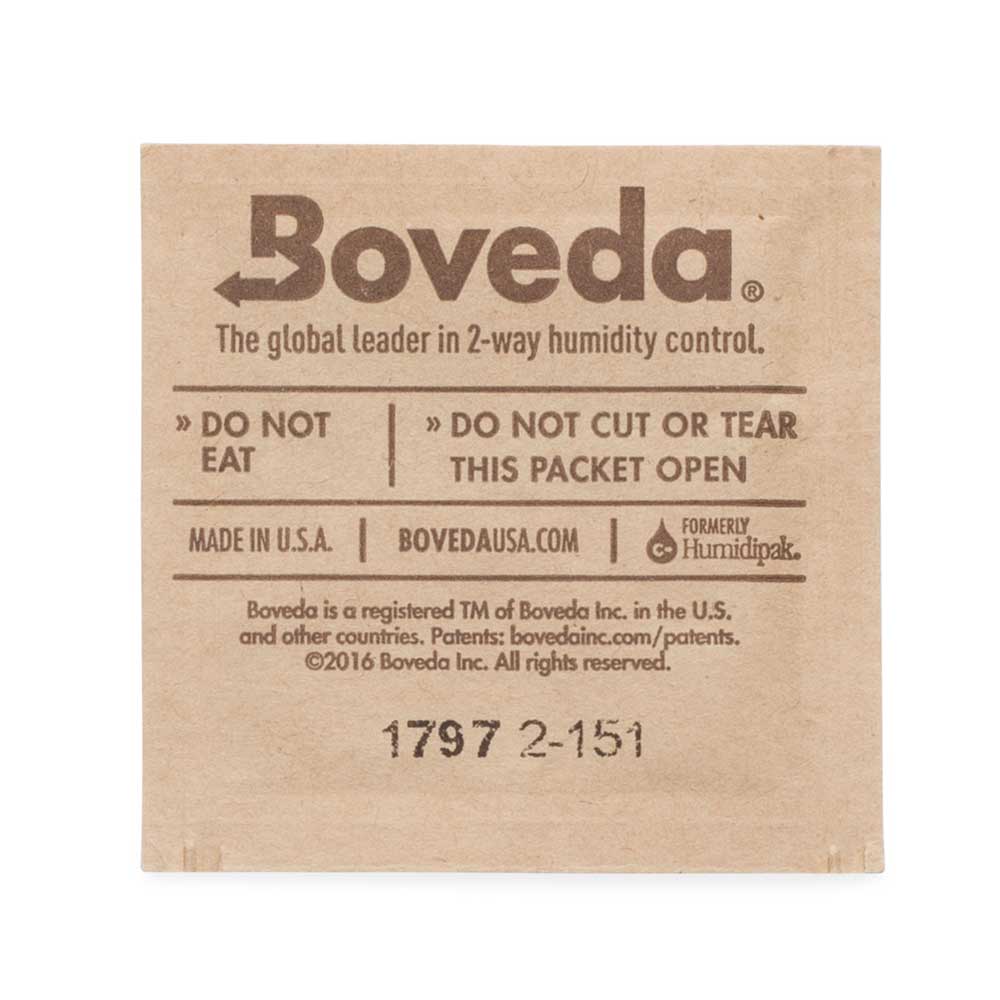 Boveda®
The global leader in 2-way humidity control.
» DO NOT
EAT
» DO NOT CUT OR TEAR
THIS PACKET OPEN
MADE IN U.S.A. | BOVEDAUSA.COM | FORMERLY
Humidipak.
Boveda is a registered TM of Boveda Inc. in the U.S.
and other countries. Patents: bovedainc.com/patents.
©2016 Boveda Inc. All rights reserved.
1797 2-151